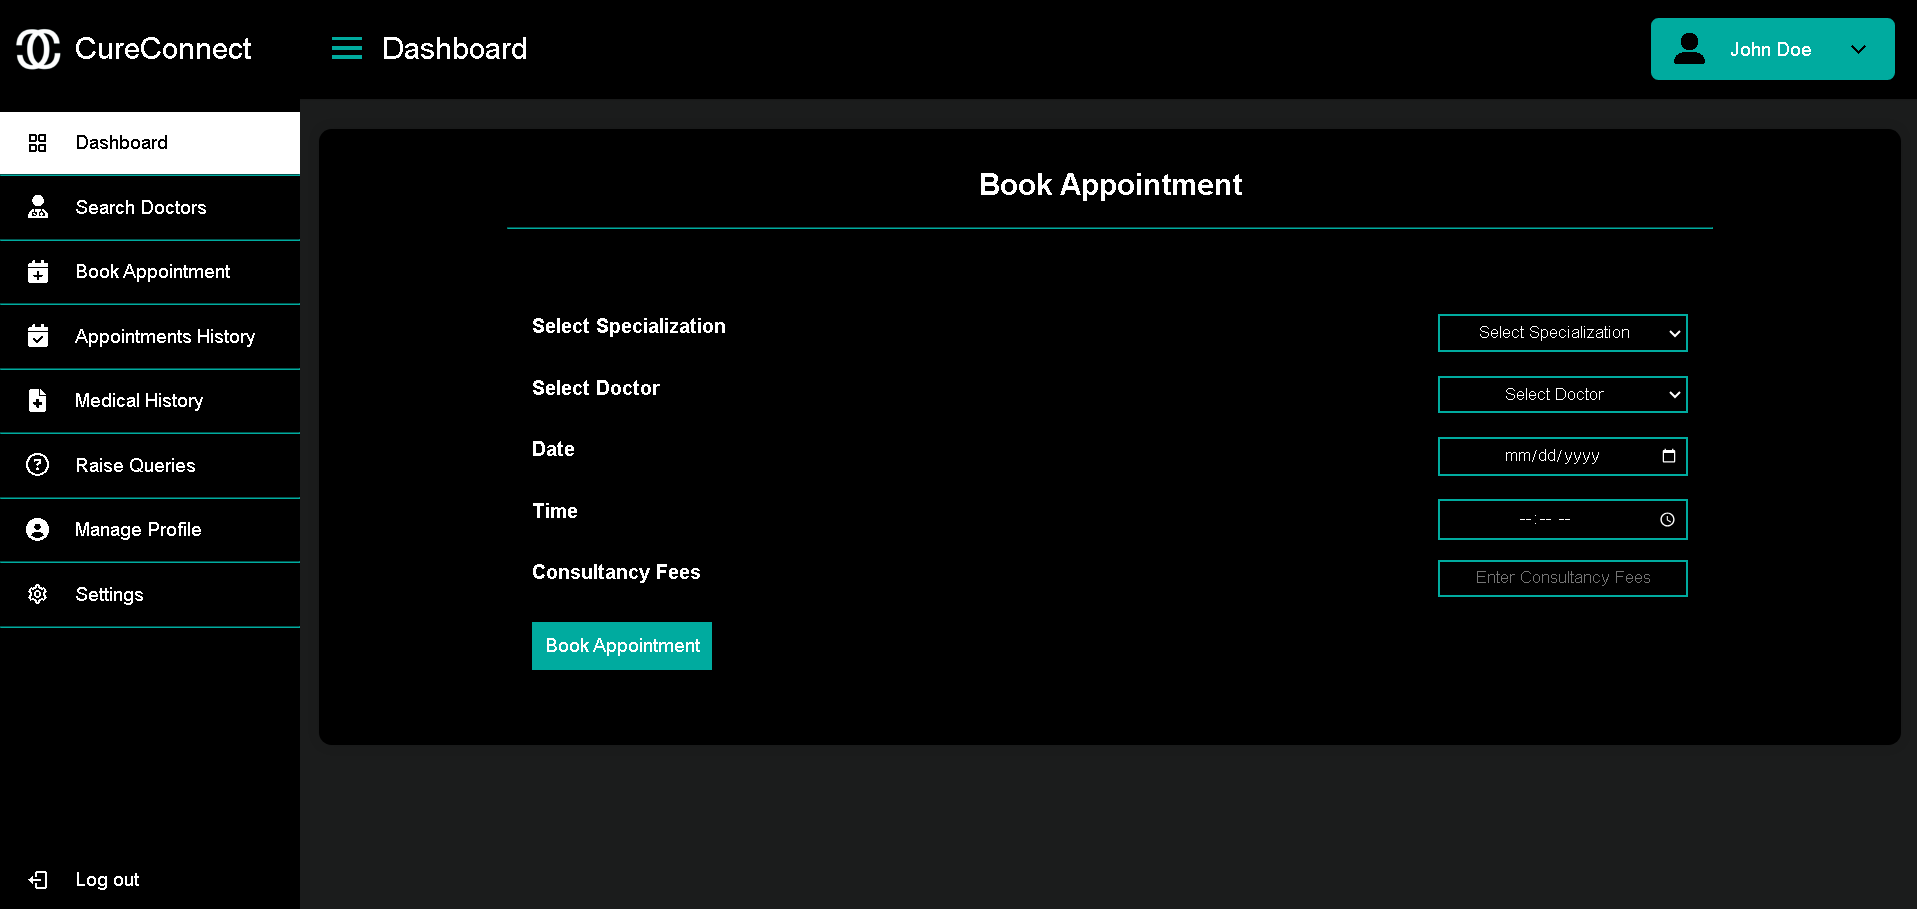 CureConnect
Dashboard
John Doe
Dashboard
Search Doctors
Book Appointment
Appointments History
Medical History
Raise Queries
Manage Profile
Settings
Log out
Book Appointment
Select Specialization
Select Specialization
Select Doctor
Select Doctor
Date
mm/dd/yyyy
Time
--:-- --
Consultancy Fees
Enter Consultancy Fees
Book Appointment